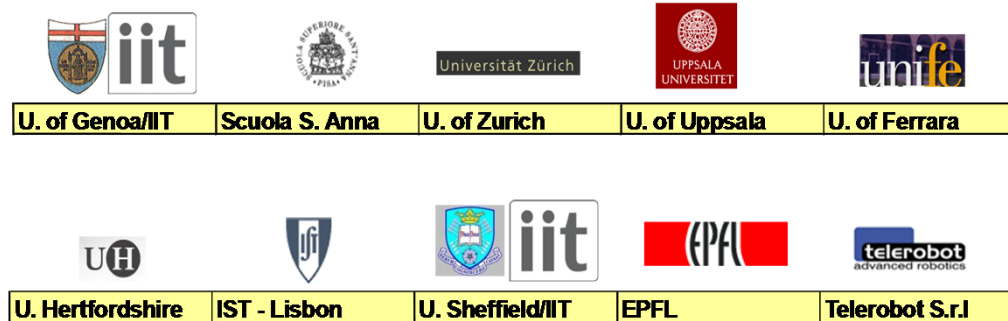 iit
SCUOLA SUPERIORE SANT'ANNA
PISA
Universität Zürich
UPPSALA
UNIVERSITET
unife
U. of Genoa/IIT
Scuola S. Anna
U. of Zurich
U. of Uppsala
U. of Ferrara
UH
IST
iit
EPFL
telerobot
advanced robotics
U. Hertfordshire
IST - Lisbon
U. Sheffield/IIT
EPFL
Telerobot S.r.l